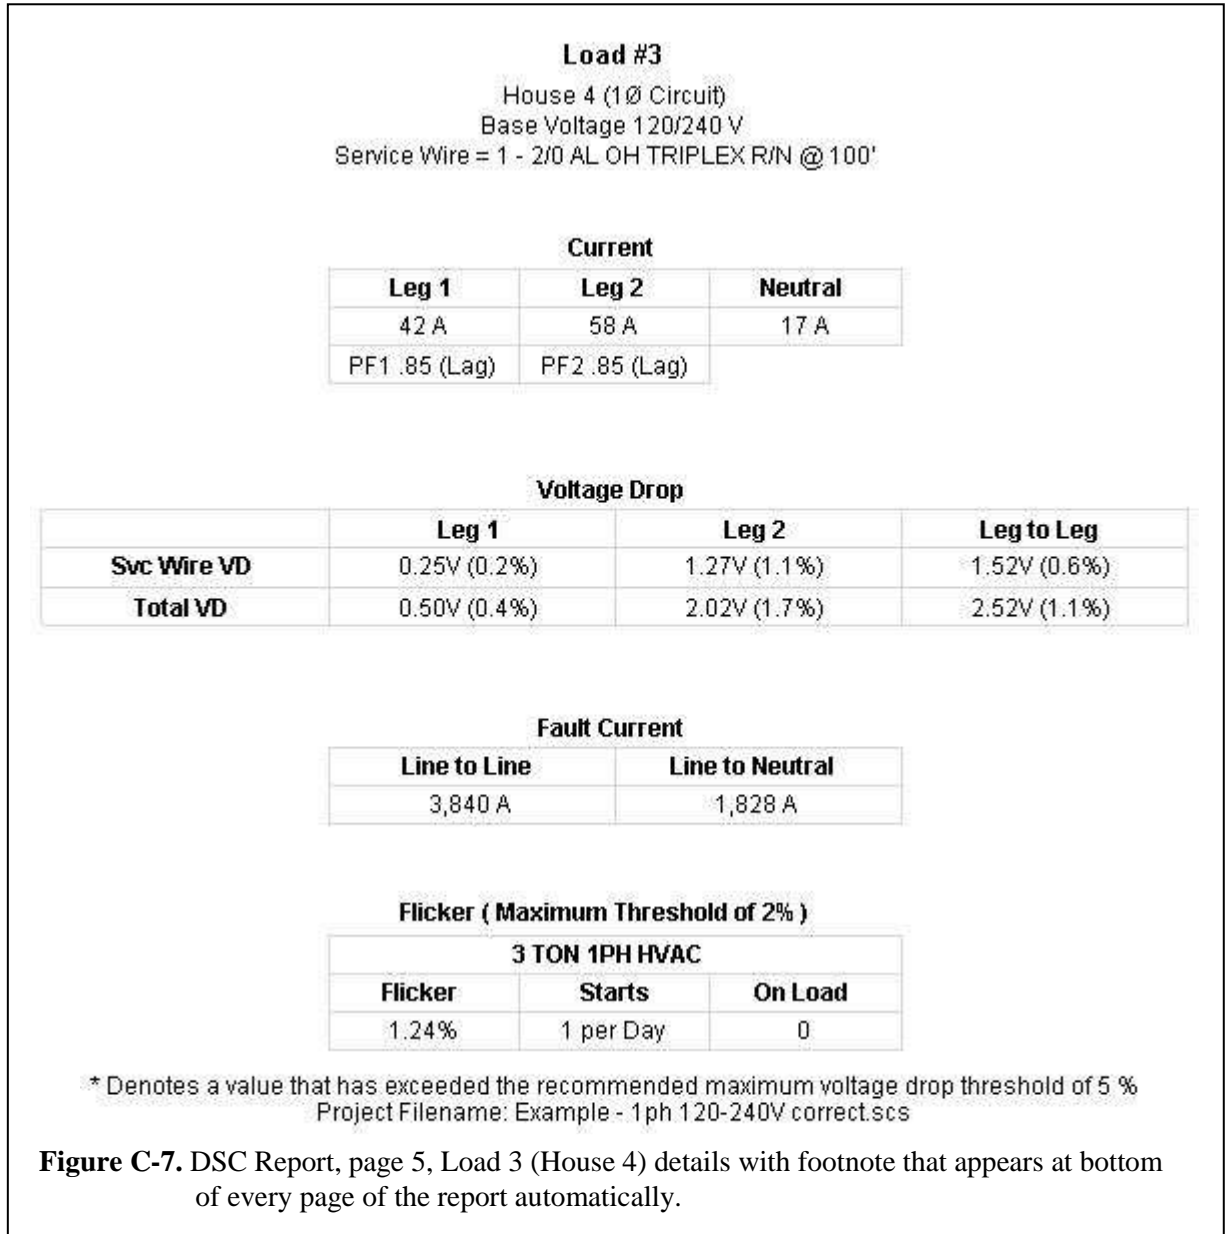 Load #3
House 4 (1Ø Circuit)
Base Voltage 120/240 V
Service Wire = 1 - 2/0 AL OH TRIPLEX R/N @ 100'
Current
Leg 1 Leg 2 Neutral
42 A 58 A 17 A
PF1 .85 (Lag) PF2 .85 (Lag)
Voltage Drop
Leg 1 Leg 2 Leg to Leg
Svc Wire VD 0.25V (0.2%) 1.27V (1.1%) 1.52V (0.6%)
Total VD 0.50V (0.4%) 2.02V (1.7%) 2.52V (1.1%)
Fault Current
Line to Line Line to Neutral
3,840 A 1,828 A
Flicker ( Maximum Threshold of 2% )
3 TON 1PH HVAC
Flicker Starts On Load
1.24% 1 per Day 0
* Denotes a value that has exceeded the recommended maximum voltage drop threshold of 5 %
Project Filename: Example - 1ph 120-240V correct.scs
Figure C-7. DSC Report, page 5, Load 3 (House 4) details with footnote that appears at bottom
of every page of the report automatically.